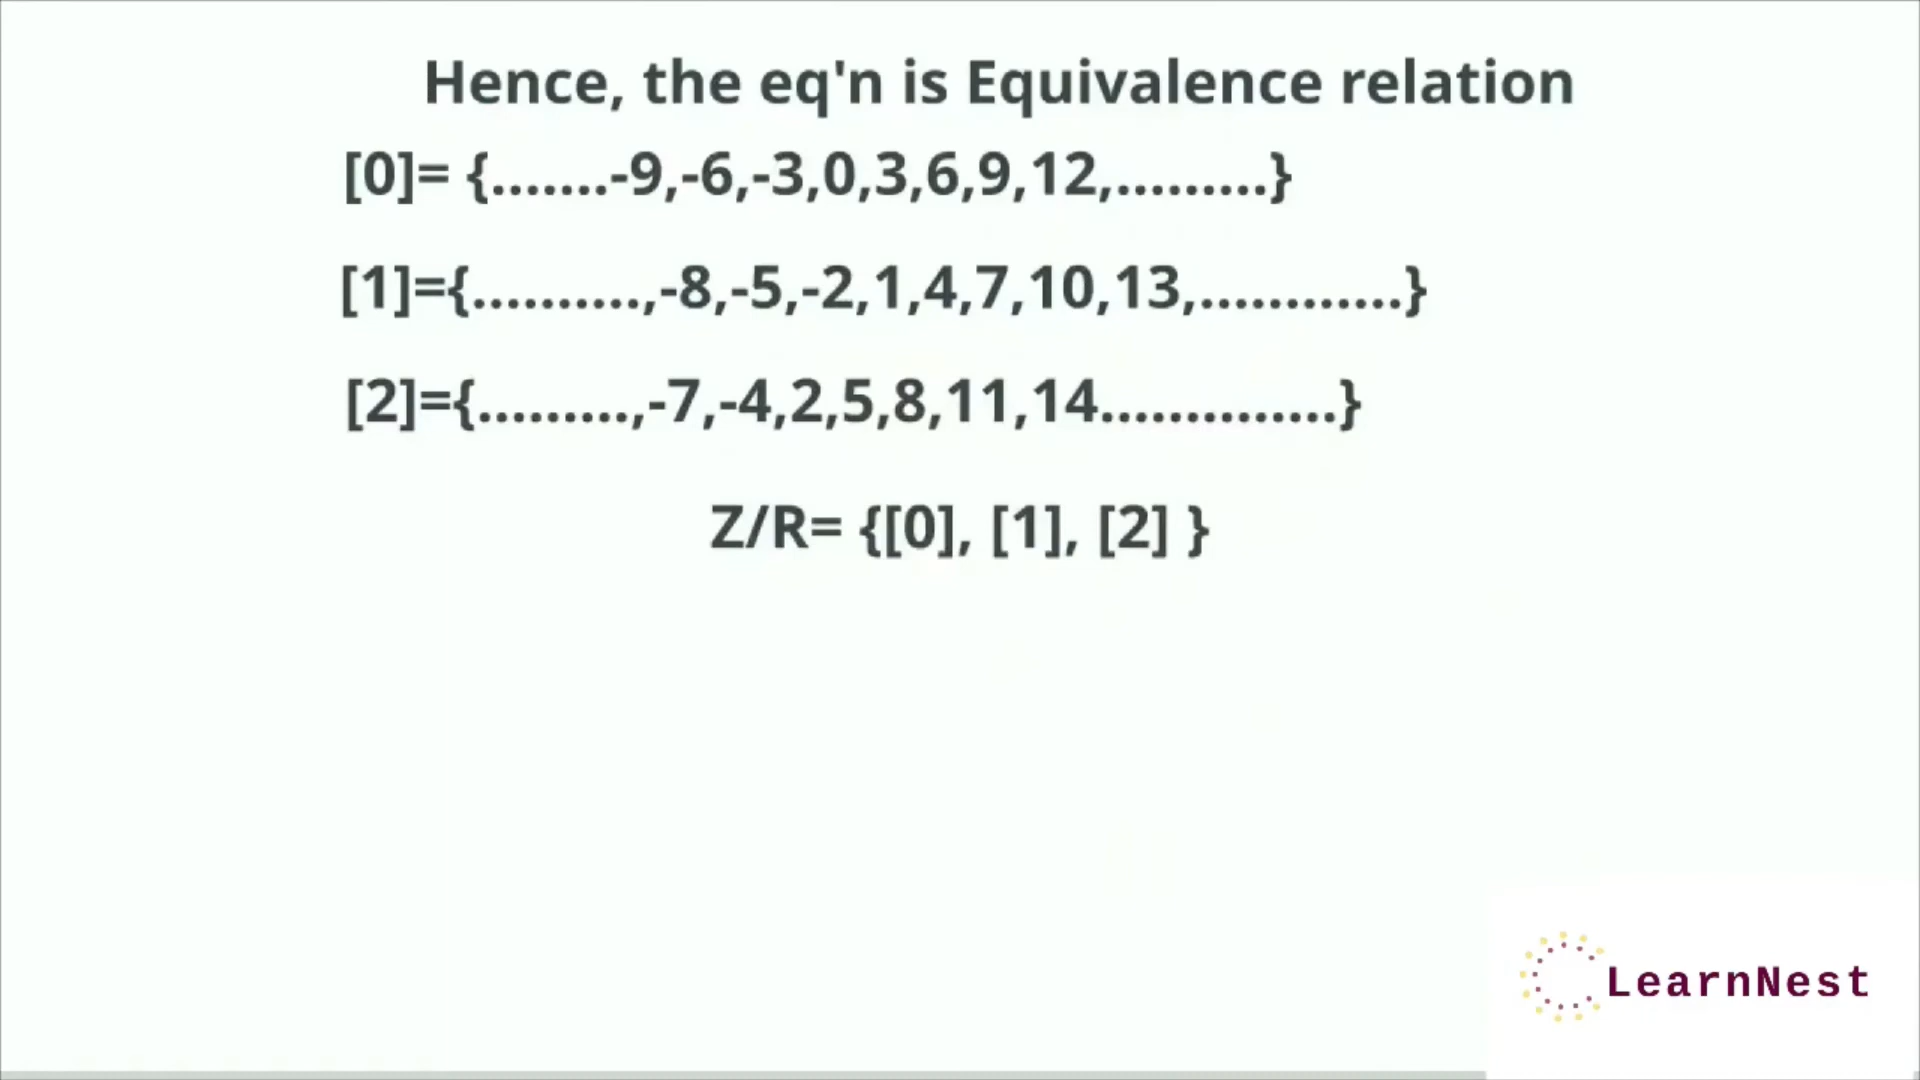 Hence, the eq'n is Equivalence relation
[0]= {.......-9,-6,-3,0,3,6,9,12,.........}
[1]={..........,-8,-5,-2,1,4,7,10,13,............}
[2]={.........,-7,-4,2,5,8,11,14..............}
Z/R= {[0], [1], [2] }
LearnNest